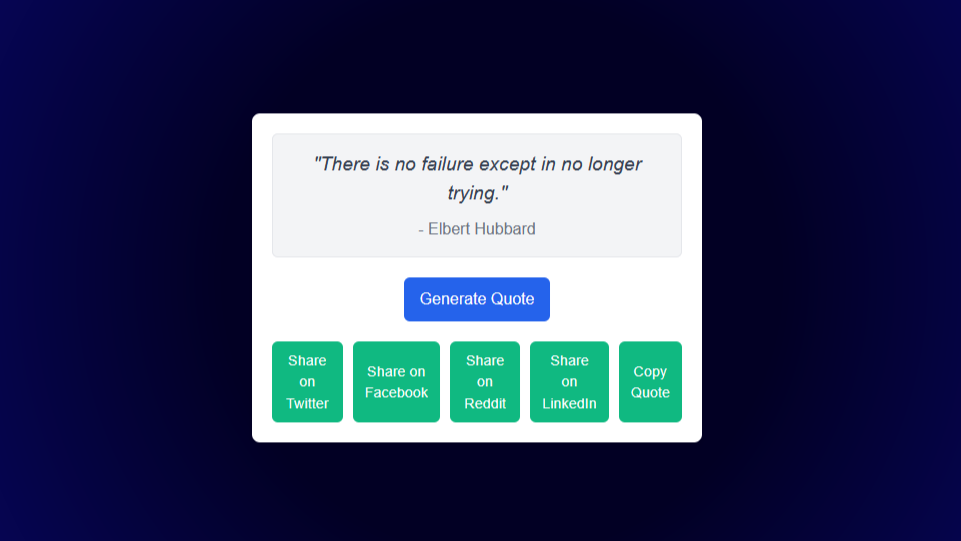 "There is no failure except in no longer
trying."
- Elbert Hubbard
Generate Quote
Share
on
Twitter
Share on
Facebook
Share
on
Reddit
Share
on
LinkedIn
Copy
Quote